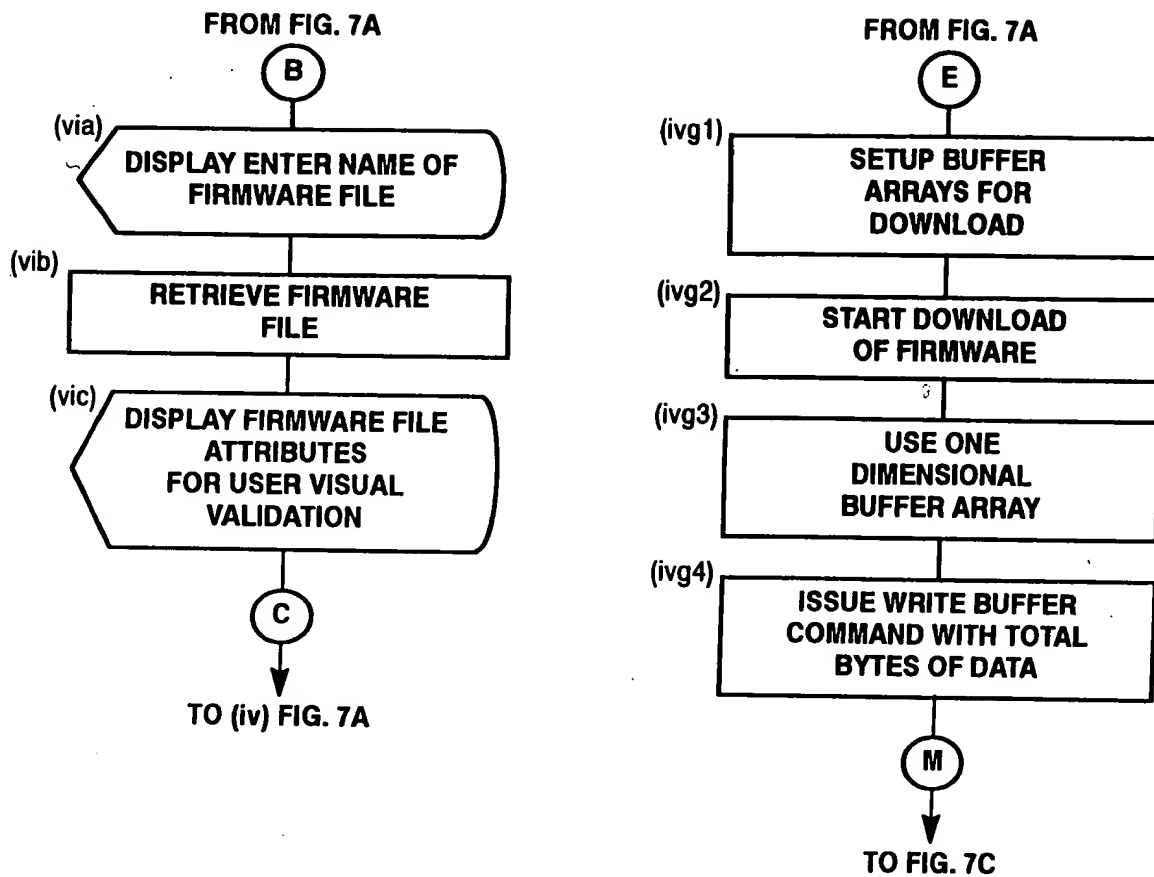 FROM FIG. 7A
B
(via)
DISPLAY ENTER NAME OF
FIRMWARE FILE
(vib)
RETRIEVE FIRMWARE
FILE
(vic)
DISPLAY FIRMWARE FILE
ATTRIBUTES
FOR USER VISUAL
VALIDATION
C
TO (iv) FIG. 7A
FROM FIG. 7A
E
(ivg1)
SETUP BUFFER
ARRAYS FOR
DOWNLOAD
(ivg2)
START DOWNLOAD
OF FIRMWARE
(ivg3)
USE ONE
DIMENSIONAL
BUFFER ARRAY
(ivg4)
ISSUE WRITE BUFFER
COMMAND WITH TOTAL
BYTES OF DATA
M
TO FIG. 7C